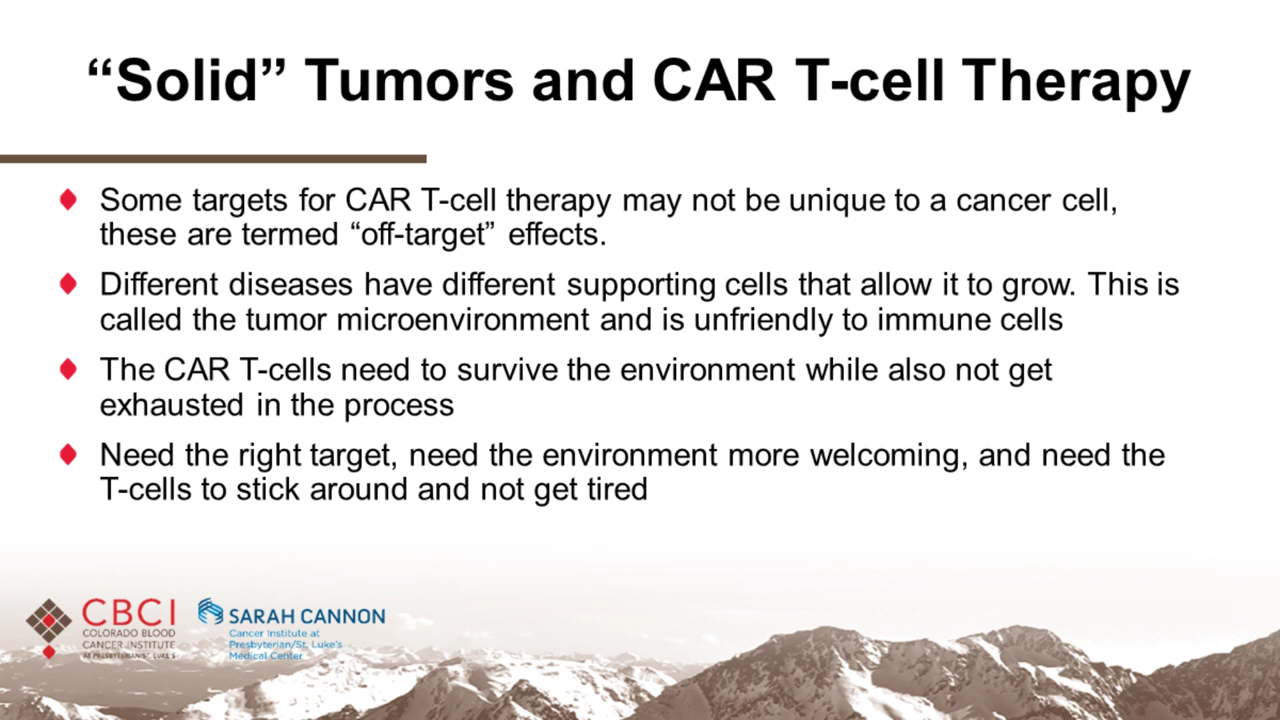 “Solid” Tumors and CAR T-cell Therapy
Some targets for CAR T-cell therapy may not be unique to a cancer cell,
these are termed “off-target” effects.
Different diseases have different supporting cells that allow it to grow. This is
called the tumor microenvironment and is unfriendly to immune cells
The CAR T-cells need to survive the environment while also not get
exhausted in the process
Need the right target, need the environment more welcoming, and need the
T-cells to stick around and not get tired
CBCI
COLORADO BLOOD
CANCER INSTITUTE
AT PRESBYTERIAN/ST. LUKE'S
SARAH CANNON
Cancer Institute at
Presbyterian/St. Luke's
Medical Center